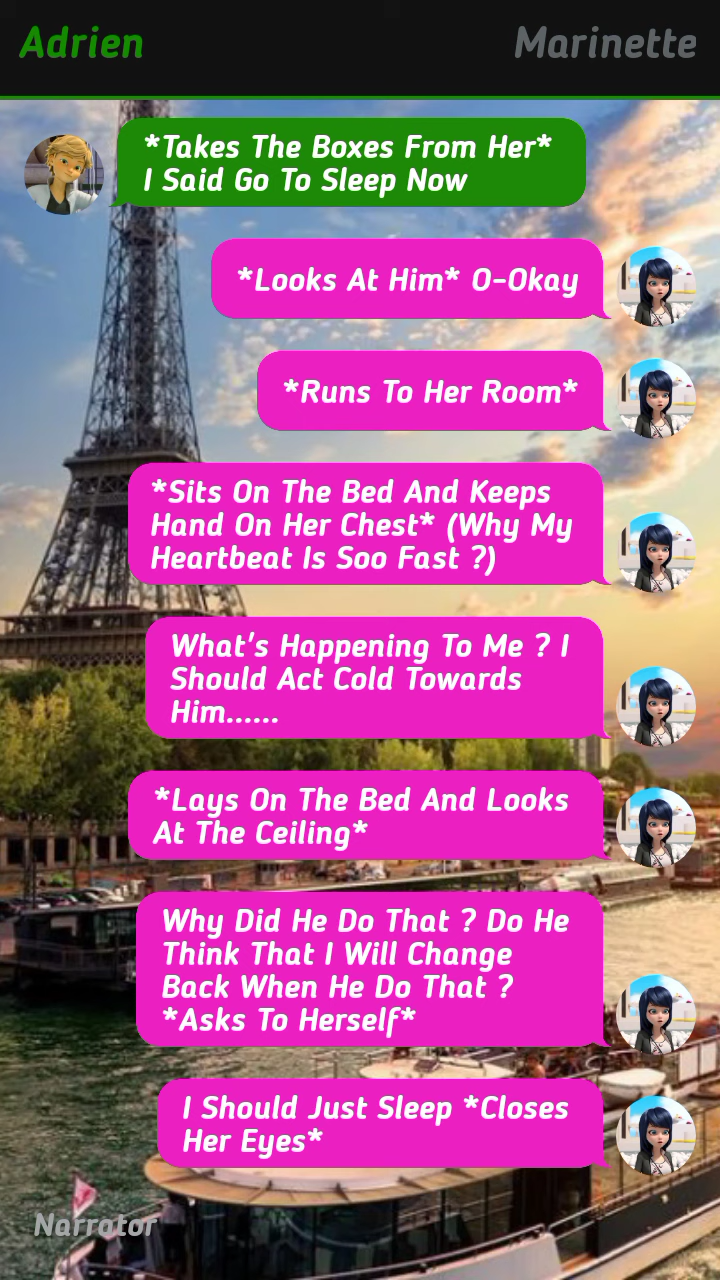 Adrien
Marinette
*Takes The Boxes From Her*
I Said Go To Sleep Now
*Looks At Him* O-Okay
*Runs To Her Room*
*Sits On The Bed And Keeps
Hand On Her Chest* (Why My
Heartbeat Is Soo Fast ?)
What's Happening To Me ? I
Should Act Cold Towards
Him......
*Lays On The Bed And Looks
At The Ceiling*
Why Did He Do That ? Do He
Think That I Will Change
Back When He Do That ?
*Asks To Herself*
I Should Just Sleep *Closes
Her Eyes*
Narrator